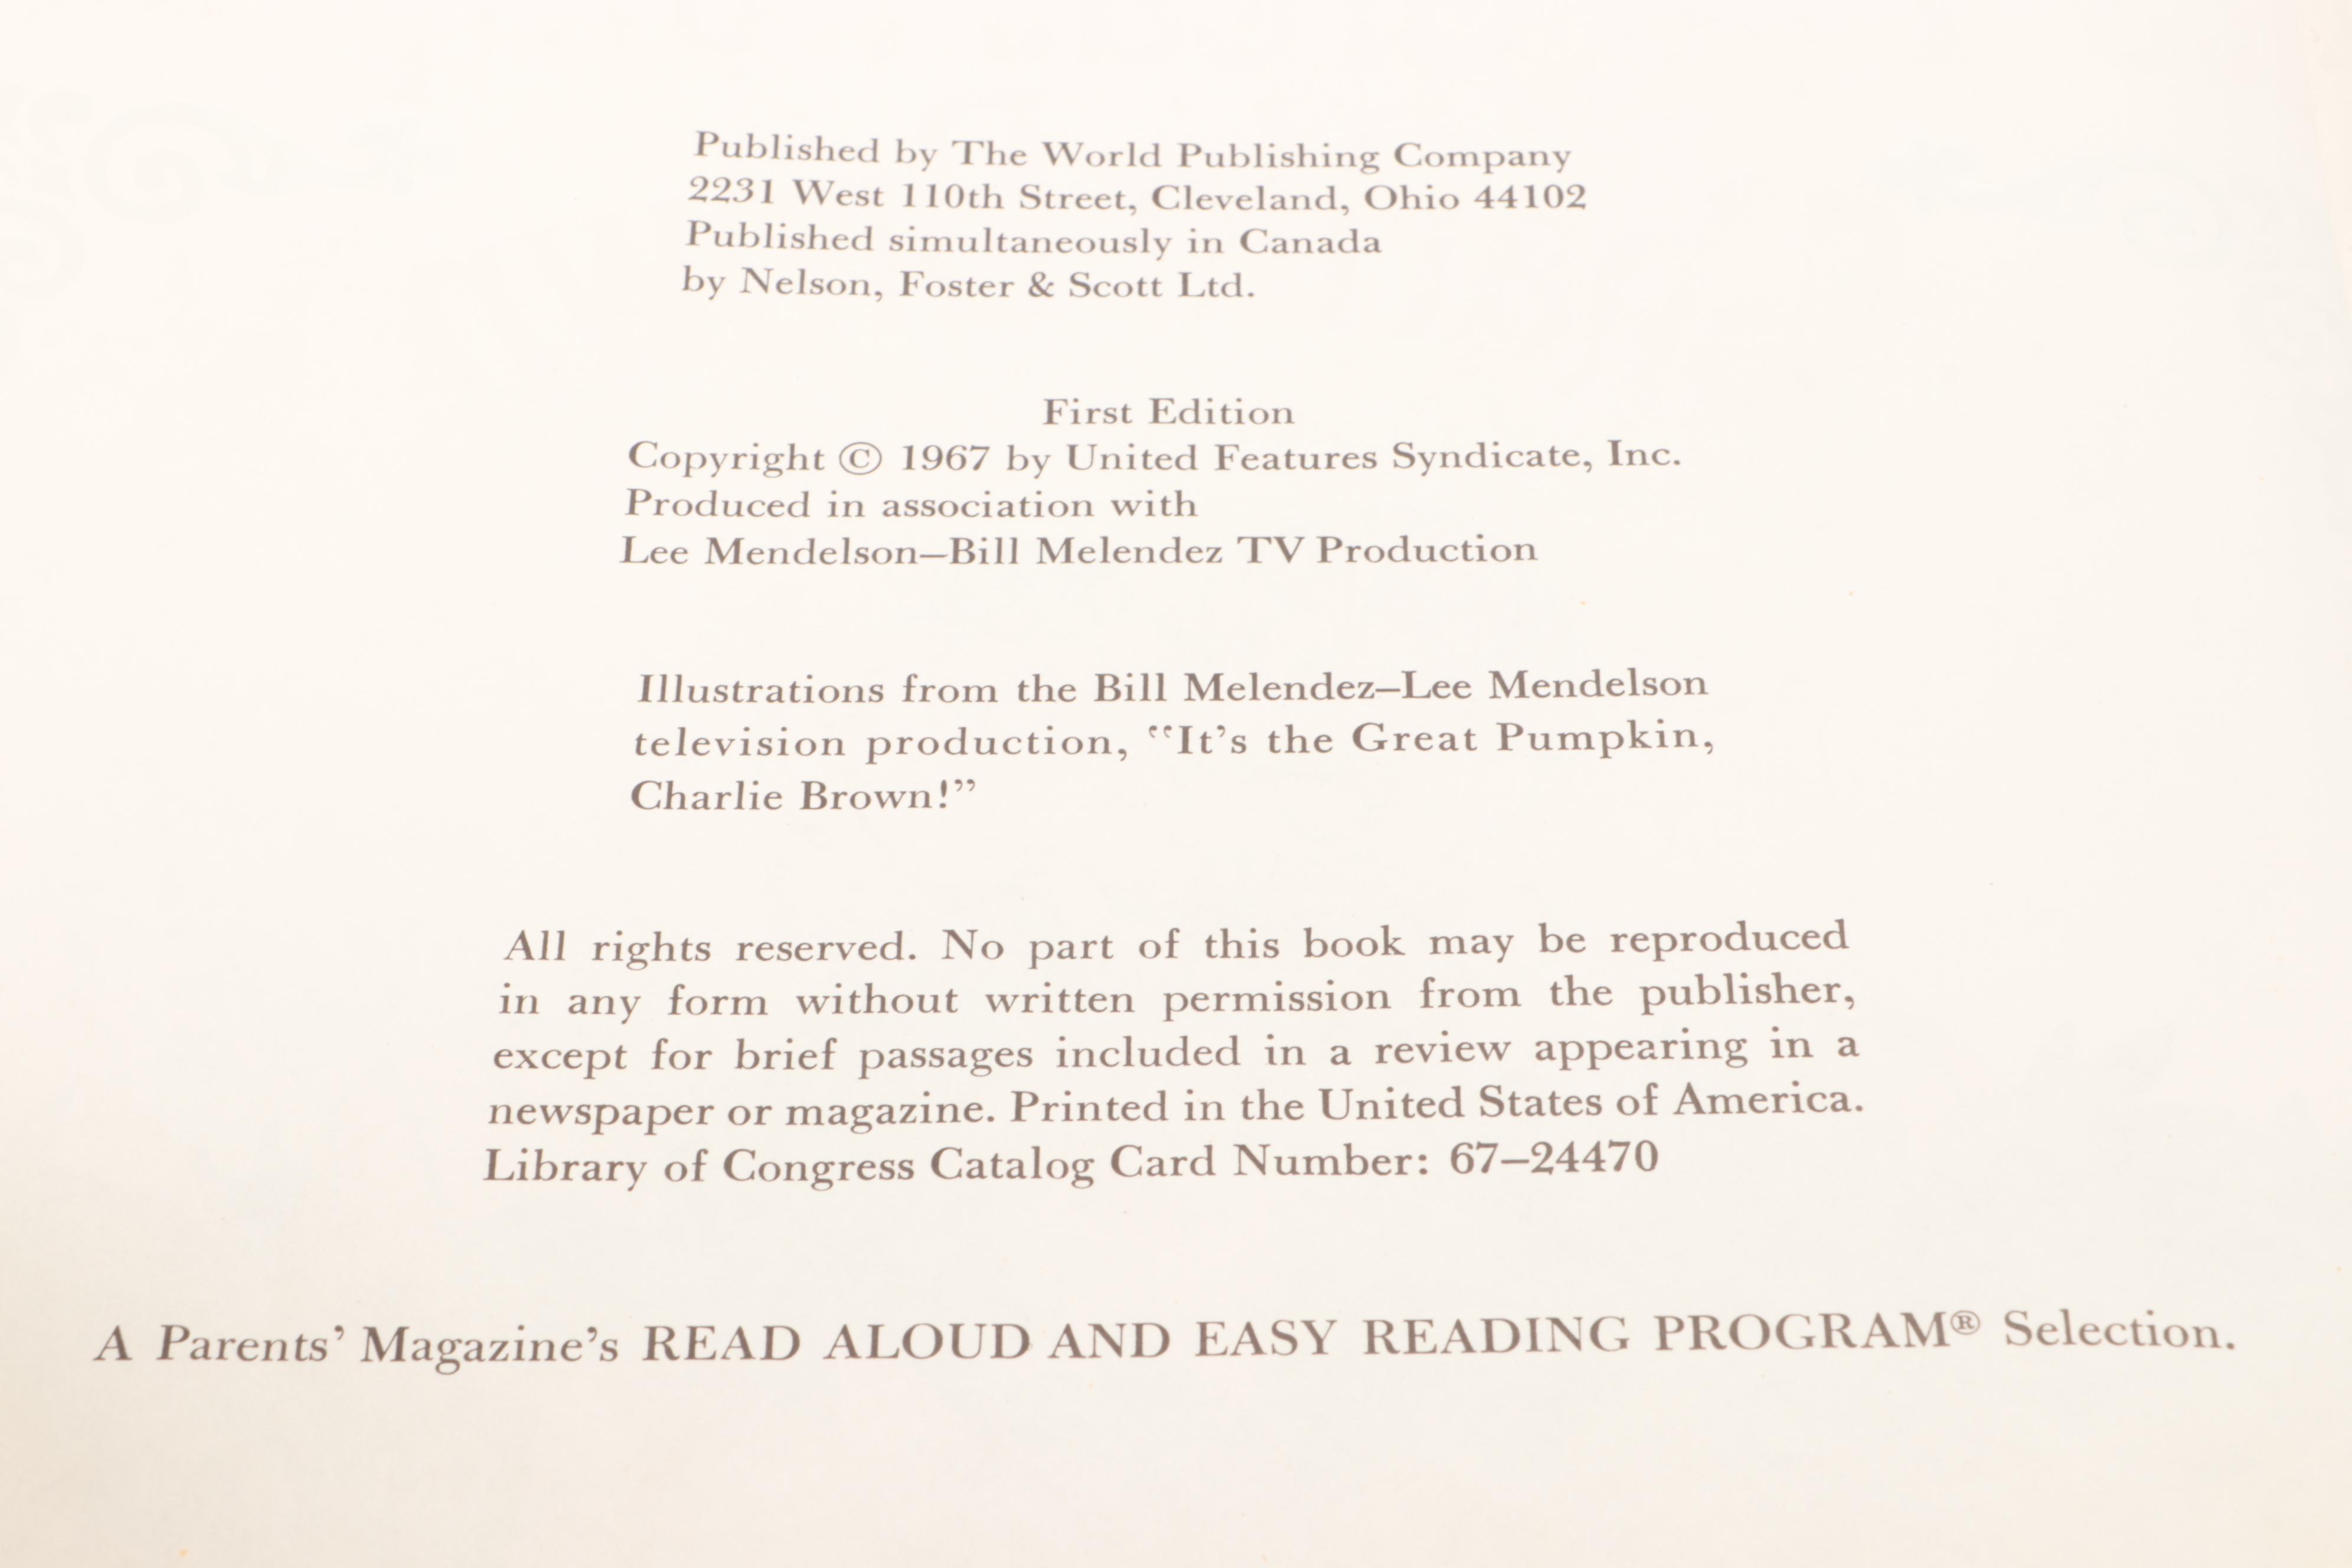 Published by The World Publishing Company
2231 West 110th Street, Cleveland, Ohio 44102
Published simultaneously in Canada
by Nelson, Foster & Scott Ltd.
First Edition
Copyright © 1967 by United Features Syndicate, Inc.
Produced in association with
Lee Mendelson–Bill Melendez TV Production
Illustrations from the Bill Melendez–Lee Mendelson
television production, “It’s the Great Pumpkin,
Charlie Brown!”
All rights reserved. No part of this book may be reproduced
in any form without written permission from the publisher,
except for brief passages included in a review appearing in a
newspaper or magazine. Printed in the United States of America.
Library of Congress Catalog Card Number: 67–24470
A Parents’ Magazine’s READ ALOUD AND EASY READING PROGRAM® Selection.